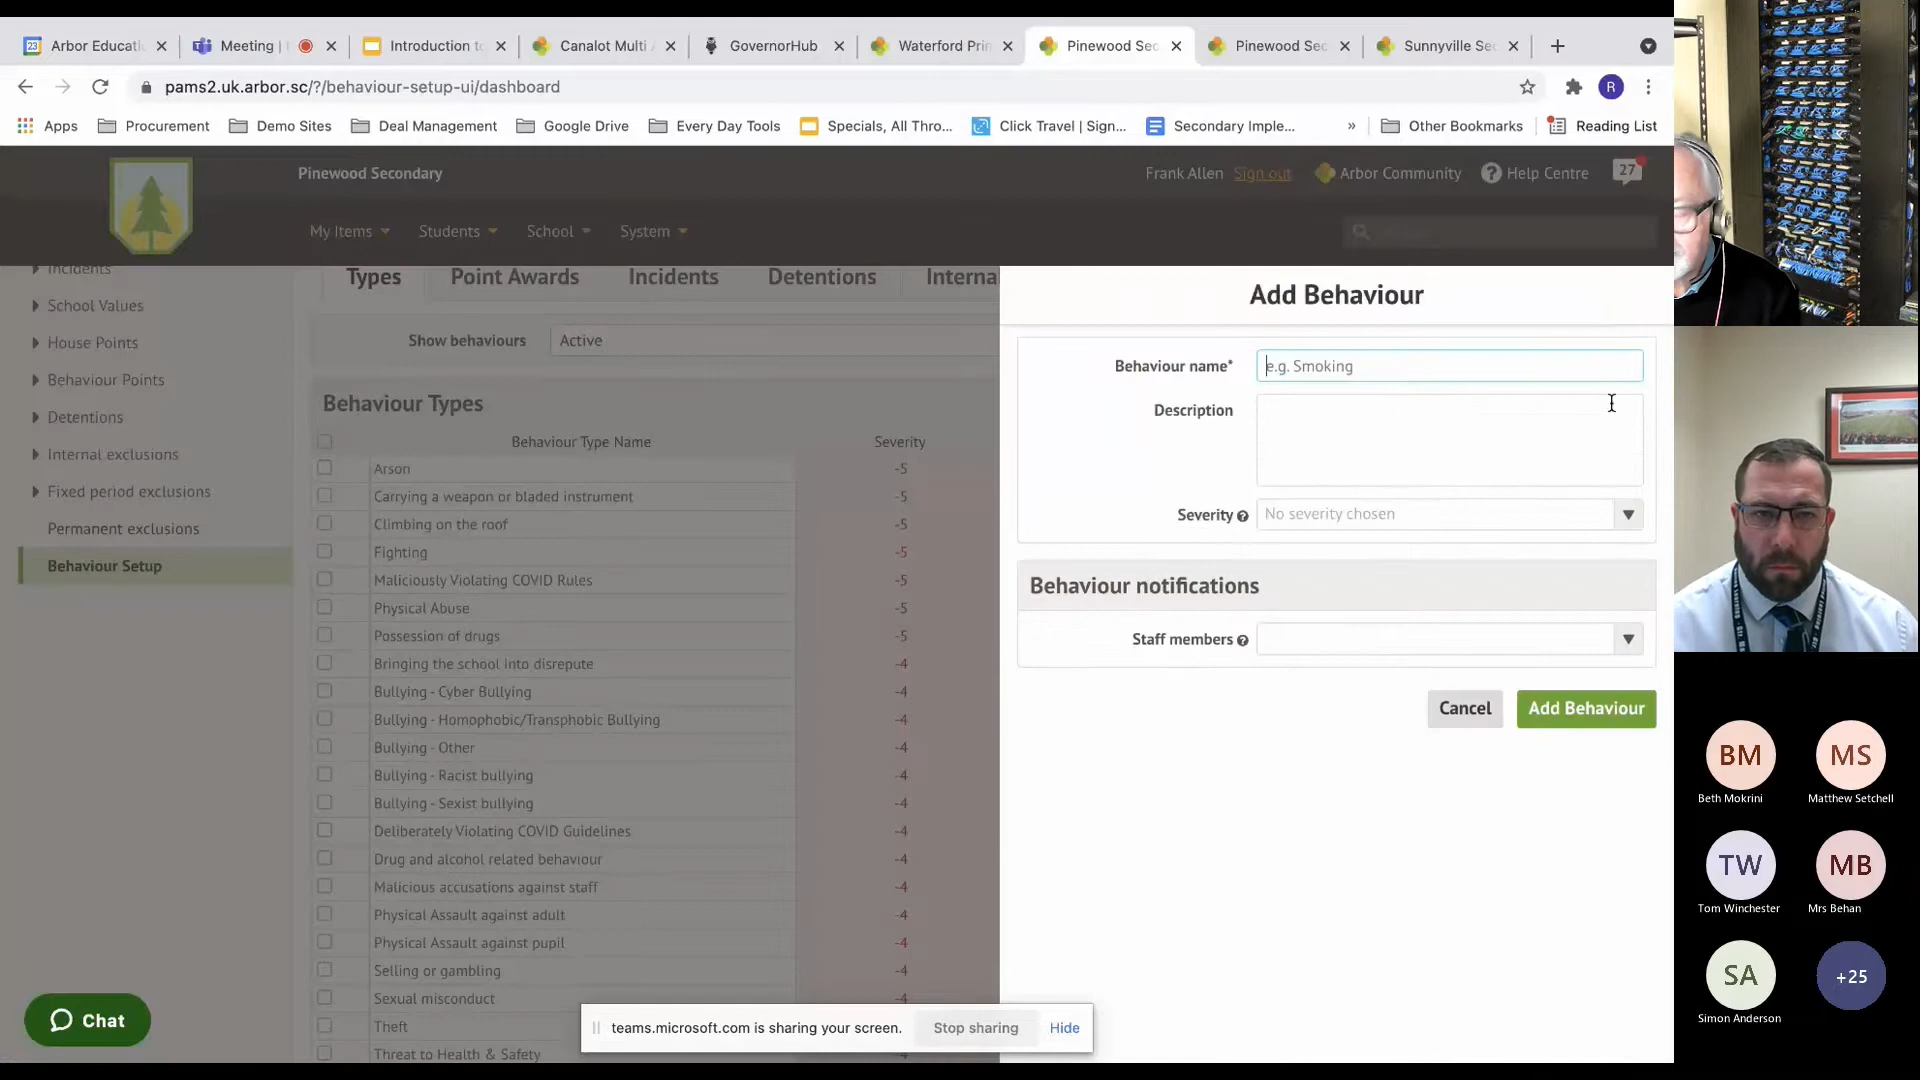 Arbor Educati
Meeting |
Introduction to
Canalot Multi A
GovernorHub
Waterford Prin
Pinewood Sec
Pinewood Sec
Sunnyville Sec
pams2.uk.arbor.sc/?/behaviour-setup-ui/dashboard
R
Apps
Procurement
Demo Sites
Deal Management
Google Drive
Every Day Tools
Specials, All Thro...
Click Travel | Sign...
Secondary Imple...
»
Other Bookmarks
Reading List
Pinewood Secondary
Frank Allen
Sign out
Arbor Community
Help Centre
27
My Items
Students
School
System
Incidents
School Values
House Points
Behaviour Points
Detentions
Internal exclusions
Fixed period exclusions
Permanent exclusions
Behaviour Setup
Types
Point Awards
Incidents
Detentions
Interna
Show behaviours
Active
Behaviour Types
Behaviour Type Name Severity
Arson -5
Carrying a weapon or bladed instrument -5
Climbing on the roof -5
Fighting -5
Maliciously Violating COVID Rules -5
Physical Abuse -5
Possession of drugs -5
Bringing the school into disrepute -4
Bullying - Cyber Bullying -4
Bullying - Homophobic/Transphobic Bullying -4
Bullying - Other -4
Bullying - Racist bullying -4
Bullying - Sexist bullying -4
Deliberately Violating COVID Guidelines -4
Drug and alcohol related behaviour -4
Malicious accusations against staff -4
Physical Assault against adult -4
Physical Assault against pupil -4
Selling or gambling -4
Sexual misconduct -4
Theft
Threat to Health & Safety -4
Add Behaviour
Behaviour name*
e.g. Smoking
Description
Severity
No severity chosen
Behaviour notifications
Staff members
Cancel
Add Behaviour
Chat
teams.microsoft.com is sharing your screen.
Stop sharing
Hide
BM
Beth Mokrini
MS
Matthew Setchell
TW
Tom Winchester
MB
Mrs Behan
SA
Simon Anderson
+25